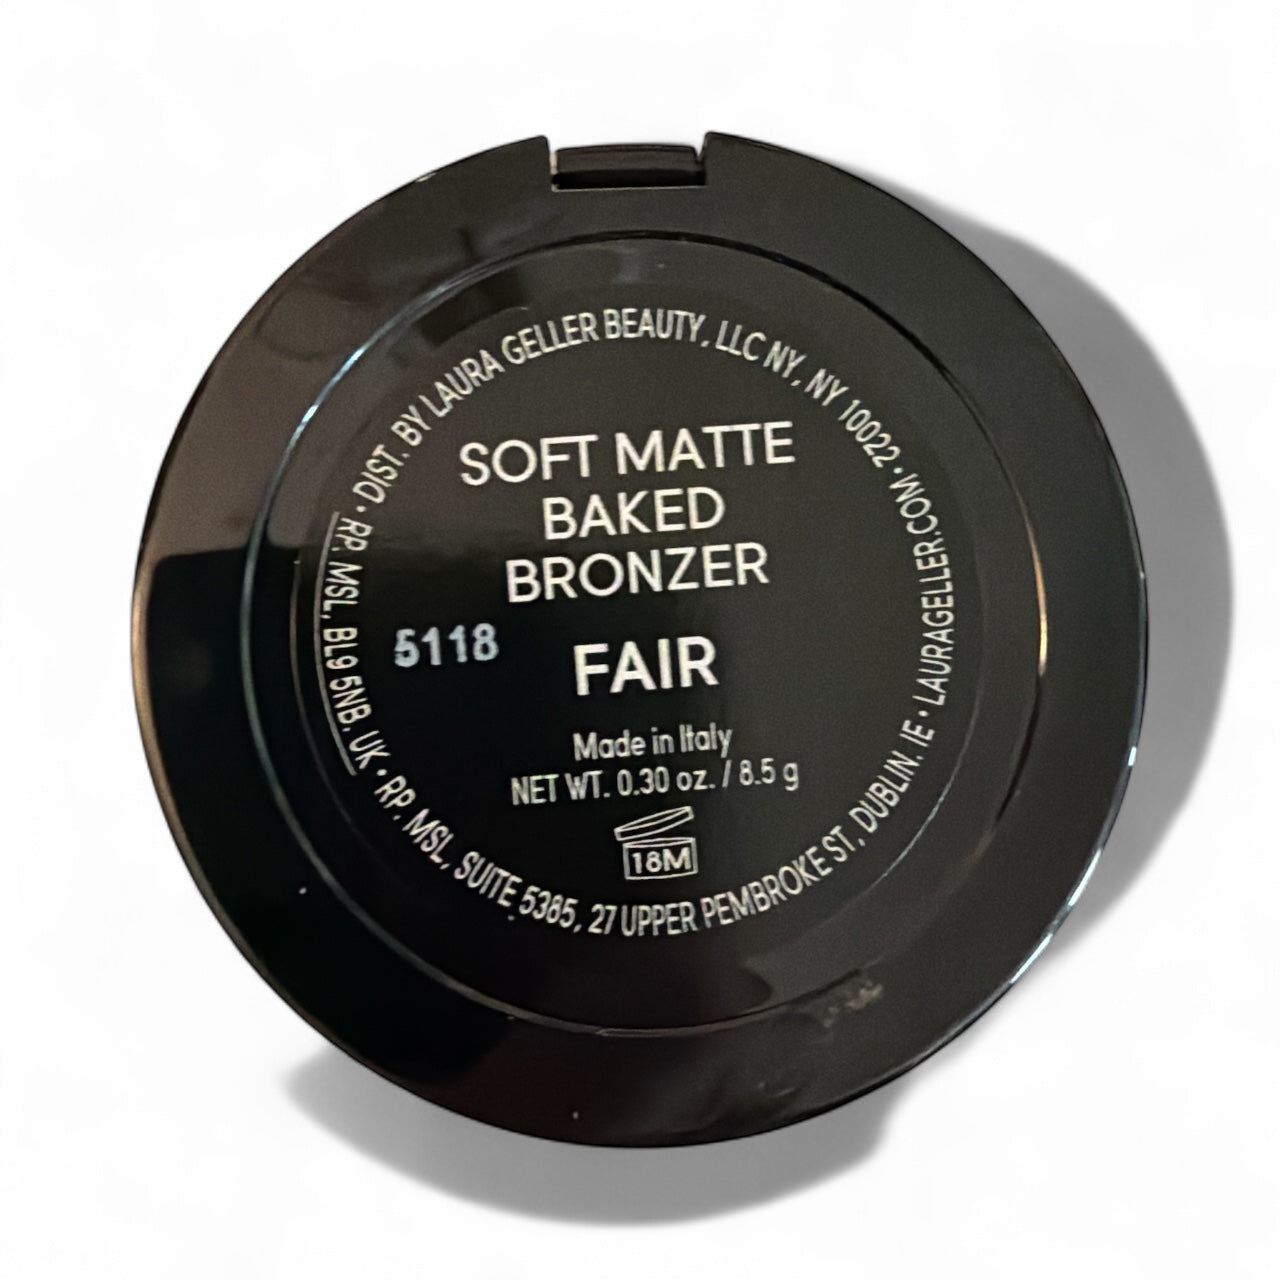 SOFT MATTE
BAKED
BRONZER
5118
FAIR
Made in Italy
NET WT. 0.30 oz. / 8.5 g
18M
• DIST. BY LAURA GELLER BEAUTY, LLC NY, NY 10022 • LAURAGELLER.COM • RP. MSL, SUITE 5385, 27 UPPER PEMBROKE ST, DUBLIN. IE • RP. MSL, BL9 5NB, UK